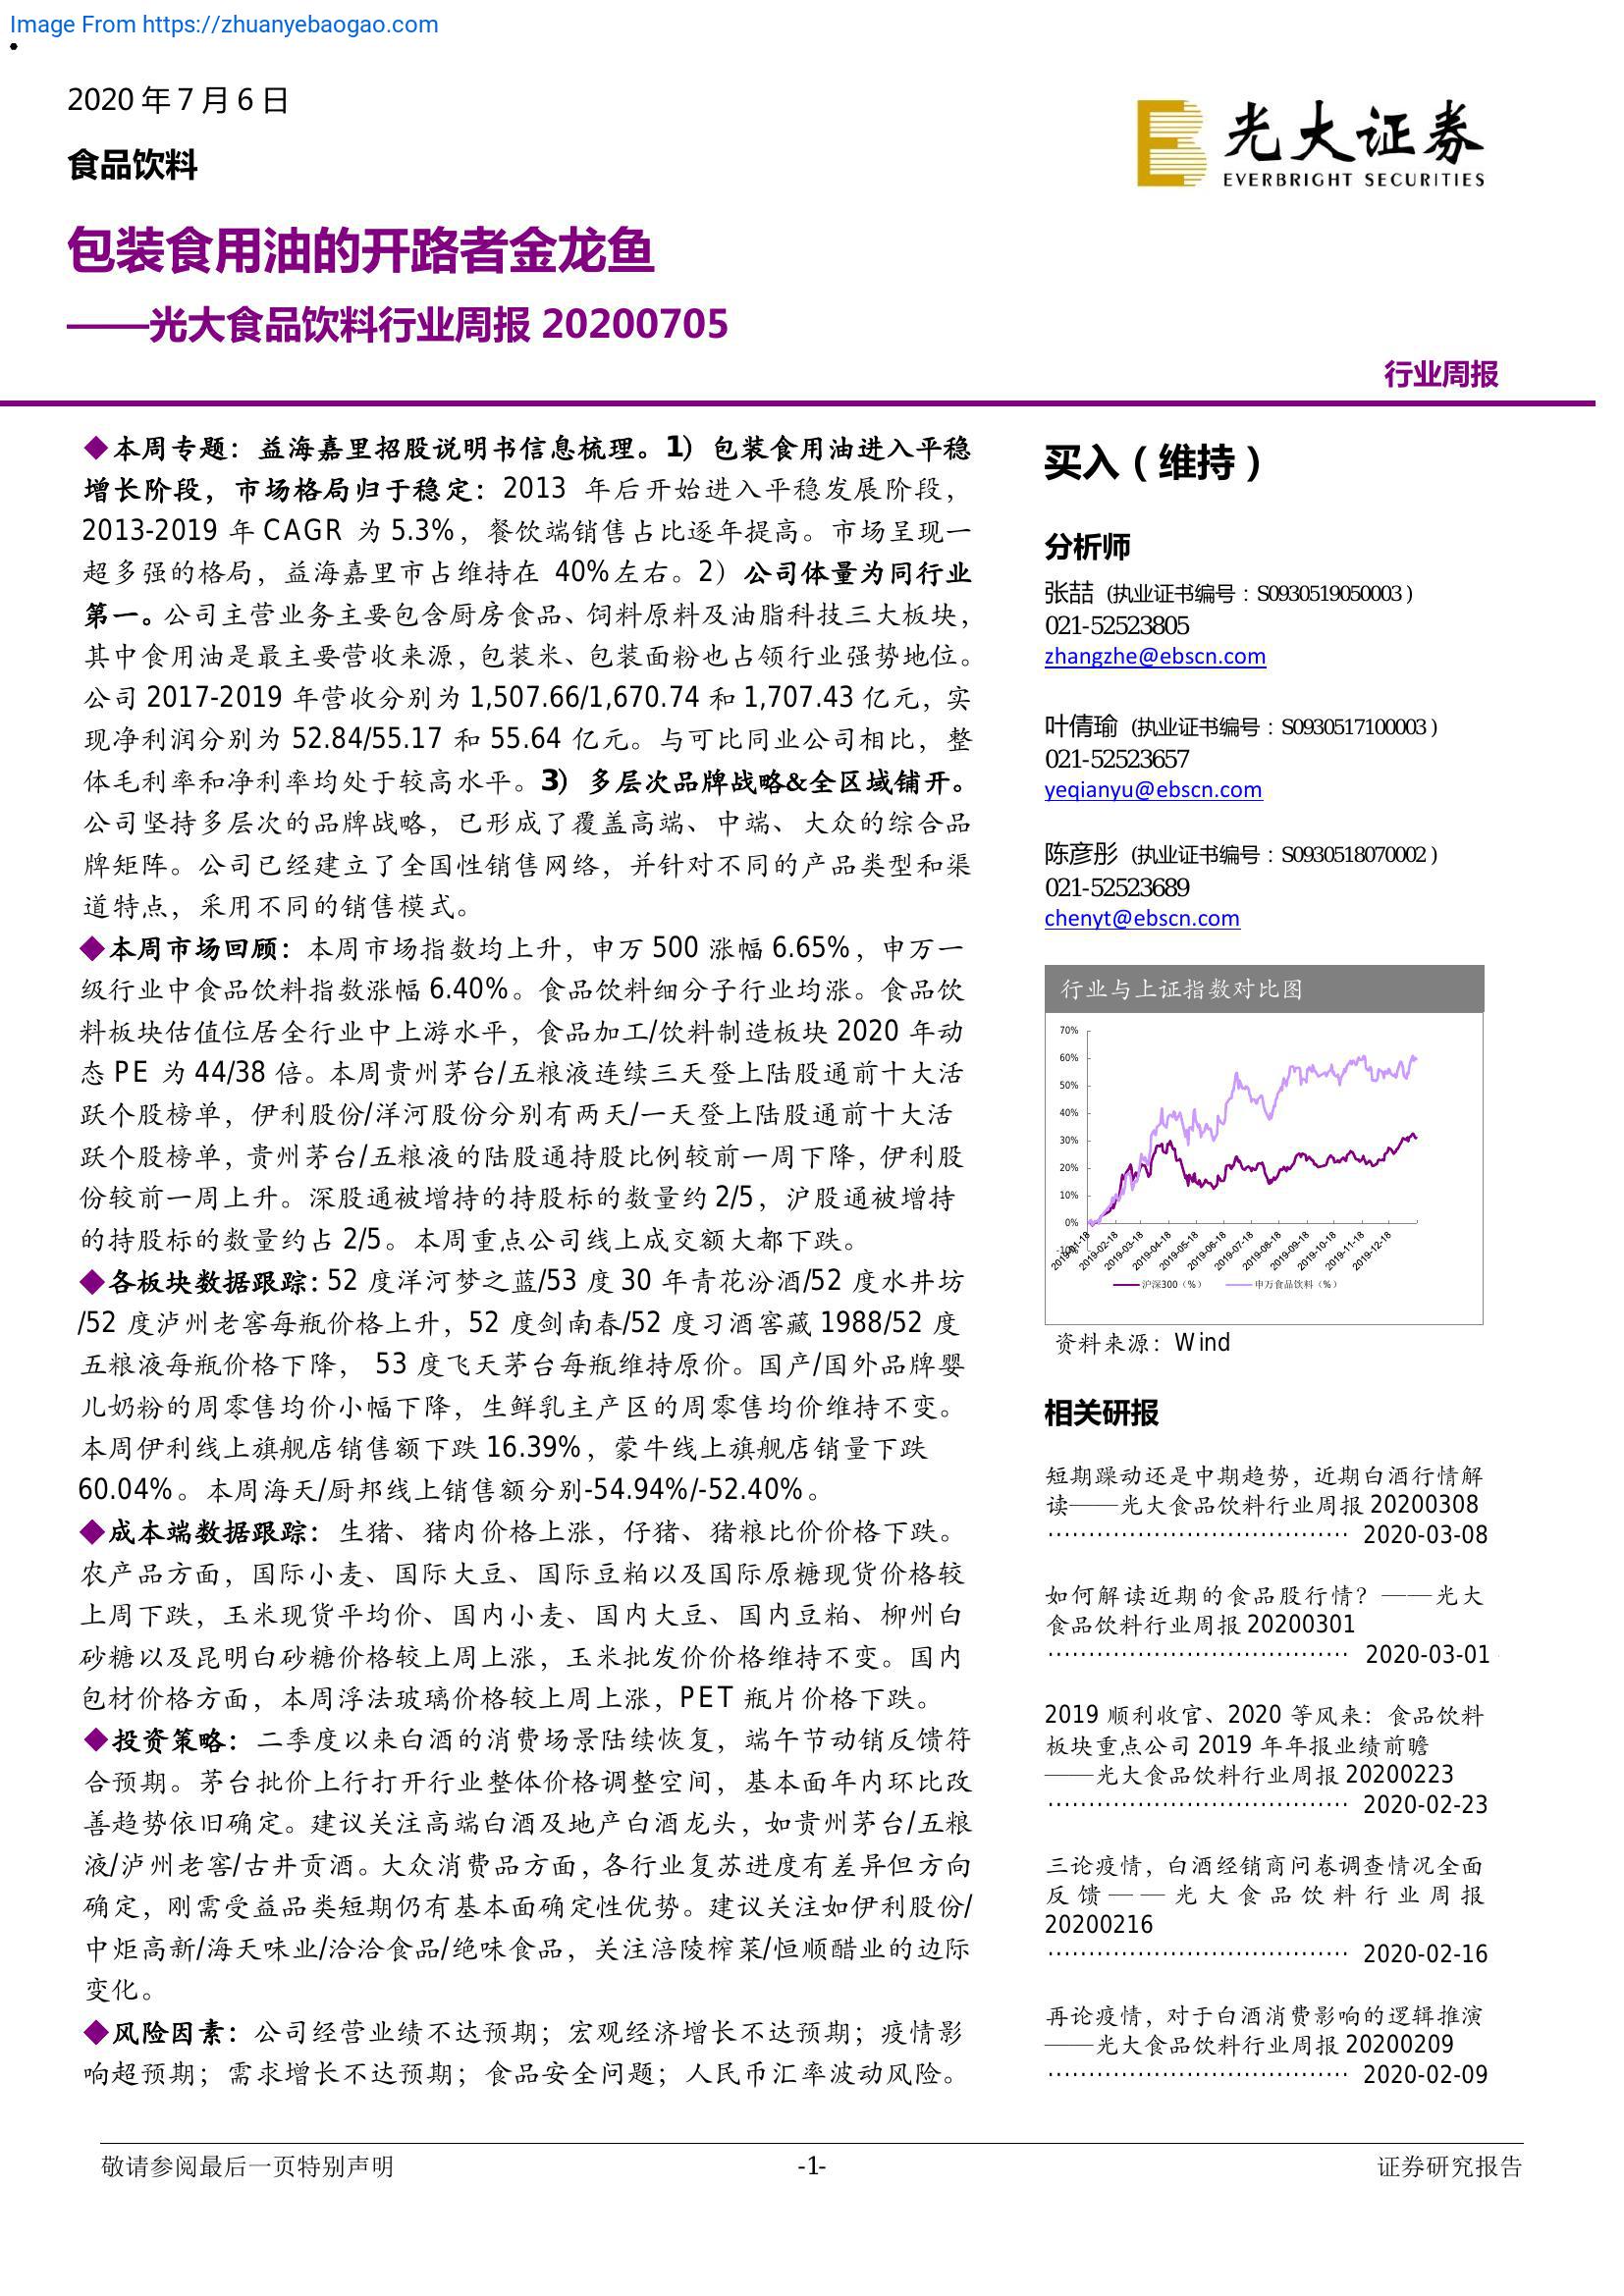 Image From https://zhuanyebaogao.com
2020 年 7 月 6 日
食品饮料
光大证券
EVERBRIGHT SECURITIES
包装食用油的开路者金龙鱼
——光大食品饮料行业周报 20200705
行业周报
◆本周专题：益海嘉里招股说明书信息梳理。1）包装食用油进入平稳
增长阶段，市场格局归于稳定：2013 年后开始进入平稳发展阶段，
2013-2019 年 CAGR 为 5.3%，餐饮端销售占比逐年提高。市场呈现一
超多强的格局，益海嘉里市占维持在 40%左右。2）公司体量为同行业
第一。公司主营业务主要包含厨房食品、饲料原料及油脂科技三大板块，
其中食用油是最主要营收来源，包装米、包装面粉也占领行业强势地位。
公司 2017-2019 年营收分别为 1,507.66/1,670.74 和 1,707.43 亿元，实
现净利润分别为 52.84/55.17 和 55.64 亿元。与可比同业公司相比，整
体毛利率和净利率均处于较高水平。3）多层次品牌战略&全区域铺开。
公司坚持多层次的品牌战略，已形成了覆盖高端、中端、大众的综合品
牌矩阵。公司已经建立了全国性销售网络，并针对不同的产品类型和渠
道特点，采用不同的销售模式。
◆本周市场回顾：本周市场指数均上升，申万 500 涨幅 6.65%，申万一
级行业中食品饮料指数涨幅 6.40%。食品饮料细分子行业均涨。食品饮
料板块估值位居全行业中上游水平，食品加工/饮料制造板块 2020 年动
态 PE 为 44/38 倍。本周贵州茅台/五粮液连续三天登上陆股通前十大活
跃个股榜单，伊利股份/洋河股份分别有两天/一天登上陆股通前十大活
跃个股榜单，贵州茅台/五粮液的陆股通持股比例较前一周下降，伊利股
份较前一周上升。深股通被增持的持股标的数量约 2/5，沪股通被增持
的持股标的数量约占 2/5。本周重点公司线上成交额大都下跌。
◆各板块数据跟踪：52 度洋河梦之蓝/53 度 30 年青花汾酒/52 度水井坊
/52 度泸州老窖每瓶价格上升，52 度剑南春/52 度习酒窖藏 1988/52 度
五粮液每瓶价格下降， 53 度飞天茅台每瓶维持原价。国产/国外品牌婴
儿奶粉的周零售均价小幅下降，生鲜乳主产区的周零售均价维持不变。
本周伊利线上旗舰店销售额下跌 16.39%，蒙牛线上旗舰店销量下跌
60.04%。本周海天/厨邦线上销售额分别-54.94%/-52.40%。
◆成本端数据跟踪：生猪、猪肉价格上涨，仔猪、猪粮比价价格下跌。
农产品方面，国际小麦、国际大豆、国际豆粕以及国际原糖现货价格较
上周下跌，玉米现货平均价、国内小麦、国内大豆、国内豆粕、柳州白
砂糖以及昆明白砂糖价格较上周上涨，玉米批发价价格维持不变。国内
包材价格方面，本周浮法玻璃价格较上周上涨，PET 瓶片价格下跌。
◆投资策略：二季度以来白酒的消费场景陆续恢复，端午节动销反馈符
合预期。茅台批价上行打开行业整体价格调整空间，基本面年内环比改
善趋势依旧确定。建议关注高端白酒及地产白酒龙头，如贵州茅台/五粮
液/泸州老窖/古井贡酒。大众消费品方面，各行业复苏进度有差异但方向
确定，刚需受益品类短期仍有基本面确定性优势。建议关注如伊利股份/
中炬高新/海天味业/洽洽食品/绝味食品，关注涪陵榨菜/恒顺醋业的边际
变化。
◆风险因素：公司经营业绩不达预期；宏观经济增长不达预期；疫情影
响超预期；需求增长不达预期；食品安全问题；人民币汇率波动风险。
买入（维持）
分析师
张喆 (执业证书编号：S0930519050003 )
021-52523805
zhangzhe@ebscn.com
叶倩瑜 (执业证书编号：S0930517100003 )
021-52523657
yeqianyu@ebscn.com
陈彦彤 (执业证书编号：S0930518070002 )
021-52523689
chenyt@ebscn.com
行业与上证指数对比图
70%
60%
50%
40%
30%
20%
10%
0%
-10%
2019-01-18 2019-02-18 2019-03-18 2019-04-18 2019-05-18 2019-06-18 2019-07-18 2019-08-18 2019-09-18 2019-10-18 2019-11-18 2019-12-18
沪深300（%） 申万食品饮料（%）
资料来源：Wind
相关研报
短期躁动还是中期趋势，近期白酒行情解
读——光大食品饮料行业周报 20200308
····································· 2020-03-08
如何解读近期的食品股行情？——光大
食品饮料行业周报 20200301
····································· 2020-03-01
2019 顺利收官、2020 等风来：食品饮料
板块重点公司 2019 年年报业绩前瞻
——光大食品饮料行业周报 20200223
····································· 2020-02-23
三论疫情，白酒经销商问卷调查情况全面
反馈——光大食品饮料行业周报
20200216
····································· 2020-02-16
再论疫情，对于白酒消费影响的逻辑推演
——光大食品饮料行业周报 20200209
····································· 2020-02-09
敬请参阅最后一页特别声明
-1-
证券研究报告